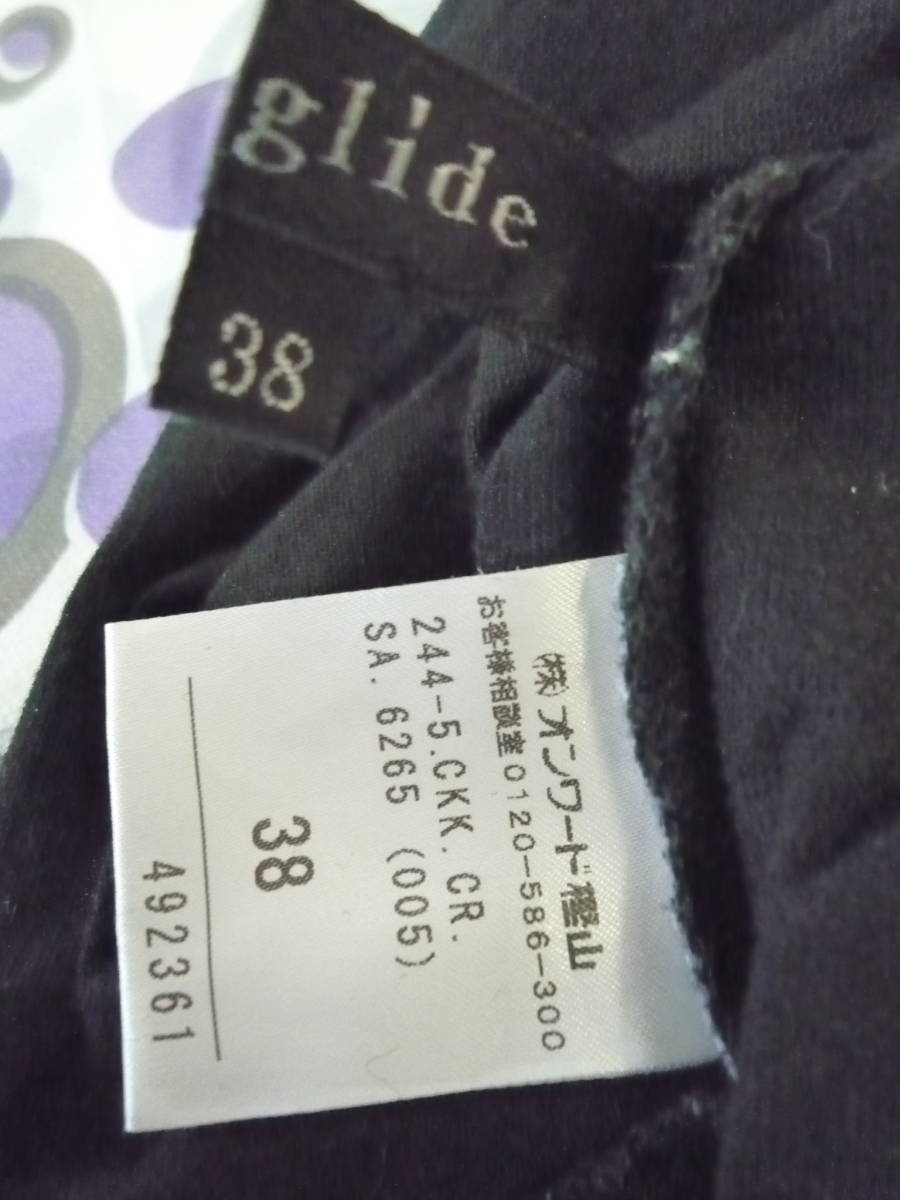 glide
38
㈱オンワード樫山
お客様相談室0120-586-300
244-5.CKK.CR.
SA. 6265 (005)
38
492361